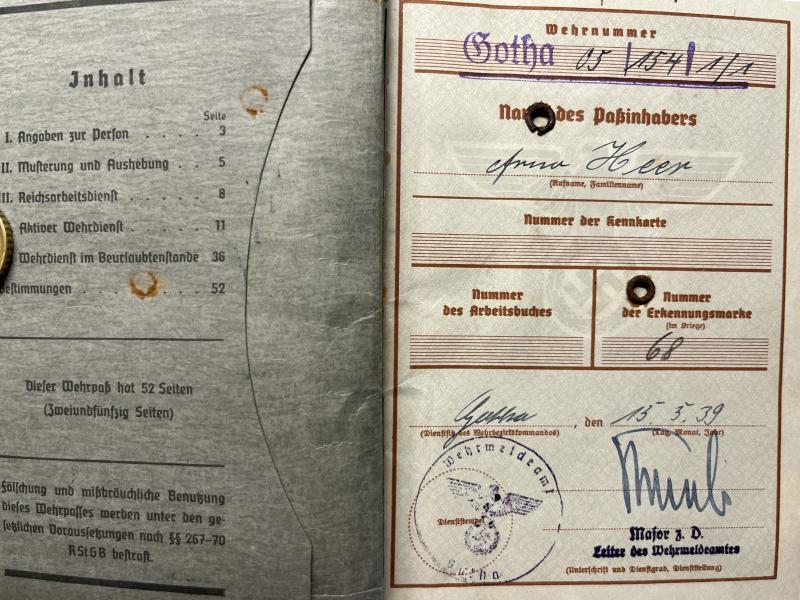 Inhalt
Seite
I. Angaben zur Person . . . . 3
II. Musterung und Aushebung . . 5
III. Reichsarbeitsdienst . . . . 8
Aktiver Wehrdienst . . . . . 11
Wehrdienst im Beurlaubtenstande 36
Bestimmungen . . . . . . 52
Dieser Wehrpaß hat 52 Seiten
(Zweiundfünfzig Seiten)
Fälschung und mißbräuchliche Benutzung
dieses Wehrpasses werden unter den ge-
setzlichen Voraussetzungen nach §§ 267-70
RStGB bestraft.
Wehrnummer
Gotha 05/154/1/1
Name des Paßinhabers
Arno Heer
(Rufname, Familienname)
Nummer der Kennkarte
Nummer
des Arbeitsbuches
Nummer
der Erkennungsmarke
(im Kriege)
68
Gotha, den 15 5 39
(Dienstsitz des Wehrbezirkskommandos) (Tag, Monat, Jahr)
Wehrmeldeamt
Dienststempel
Gotha
Major z. D.
Leiter des Wehrmeldeamtes
(Unterschrift und Dienstgrad, Dienststellung)